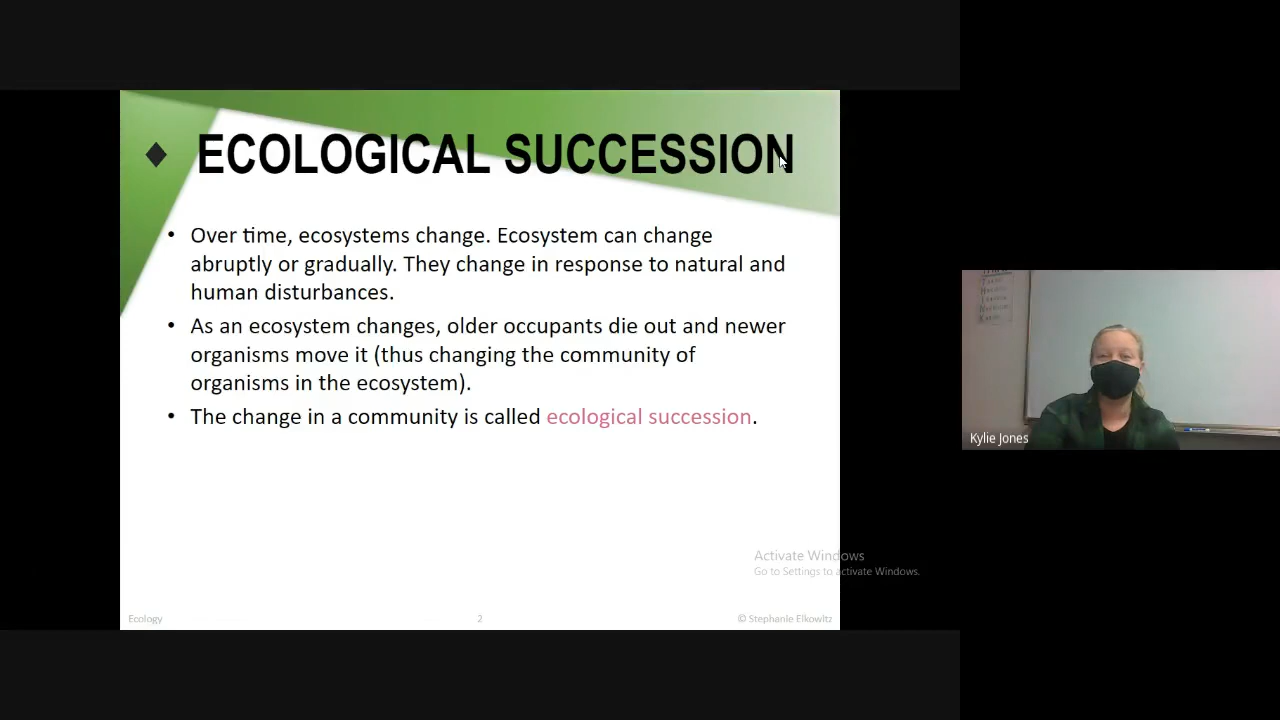 ECOLOGICAL SUCCESSION
• Over time, ecosystems change. Ecosystem can change
abruptly or gradually. They change in response to natural and
human disturbances.
• As an ecosystem changes, older occupants die out and newer
organisms move it (thus changing the community of
organisms in the ecosystem).
• The change in a community is called ecological succession.
Ecology
2
© Stephanie Elkowitz
Activate Windows
Go to Settings to activate Windows.
Kylie Jones